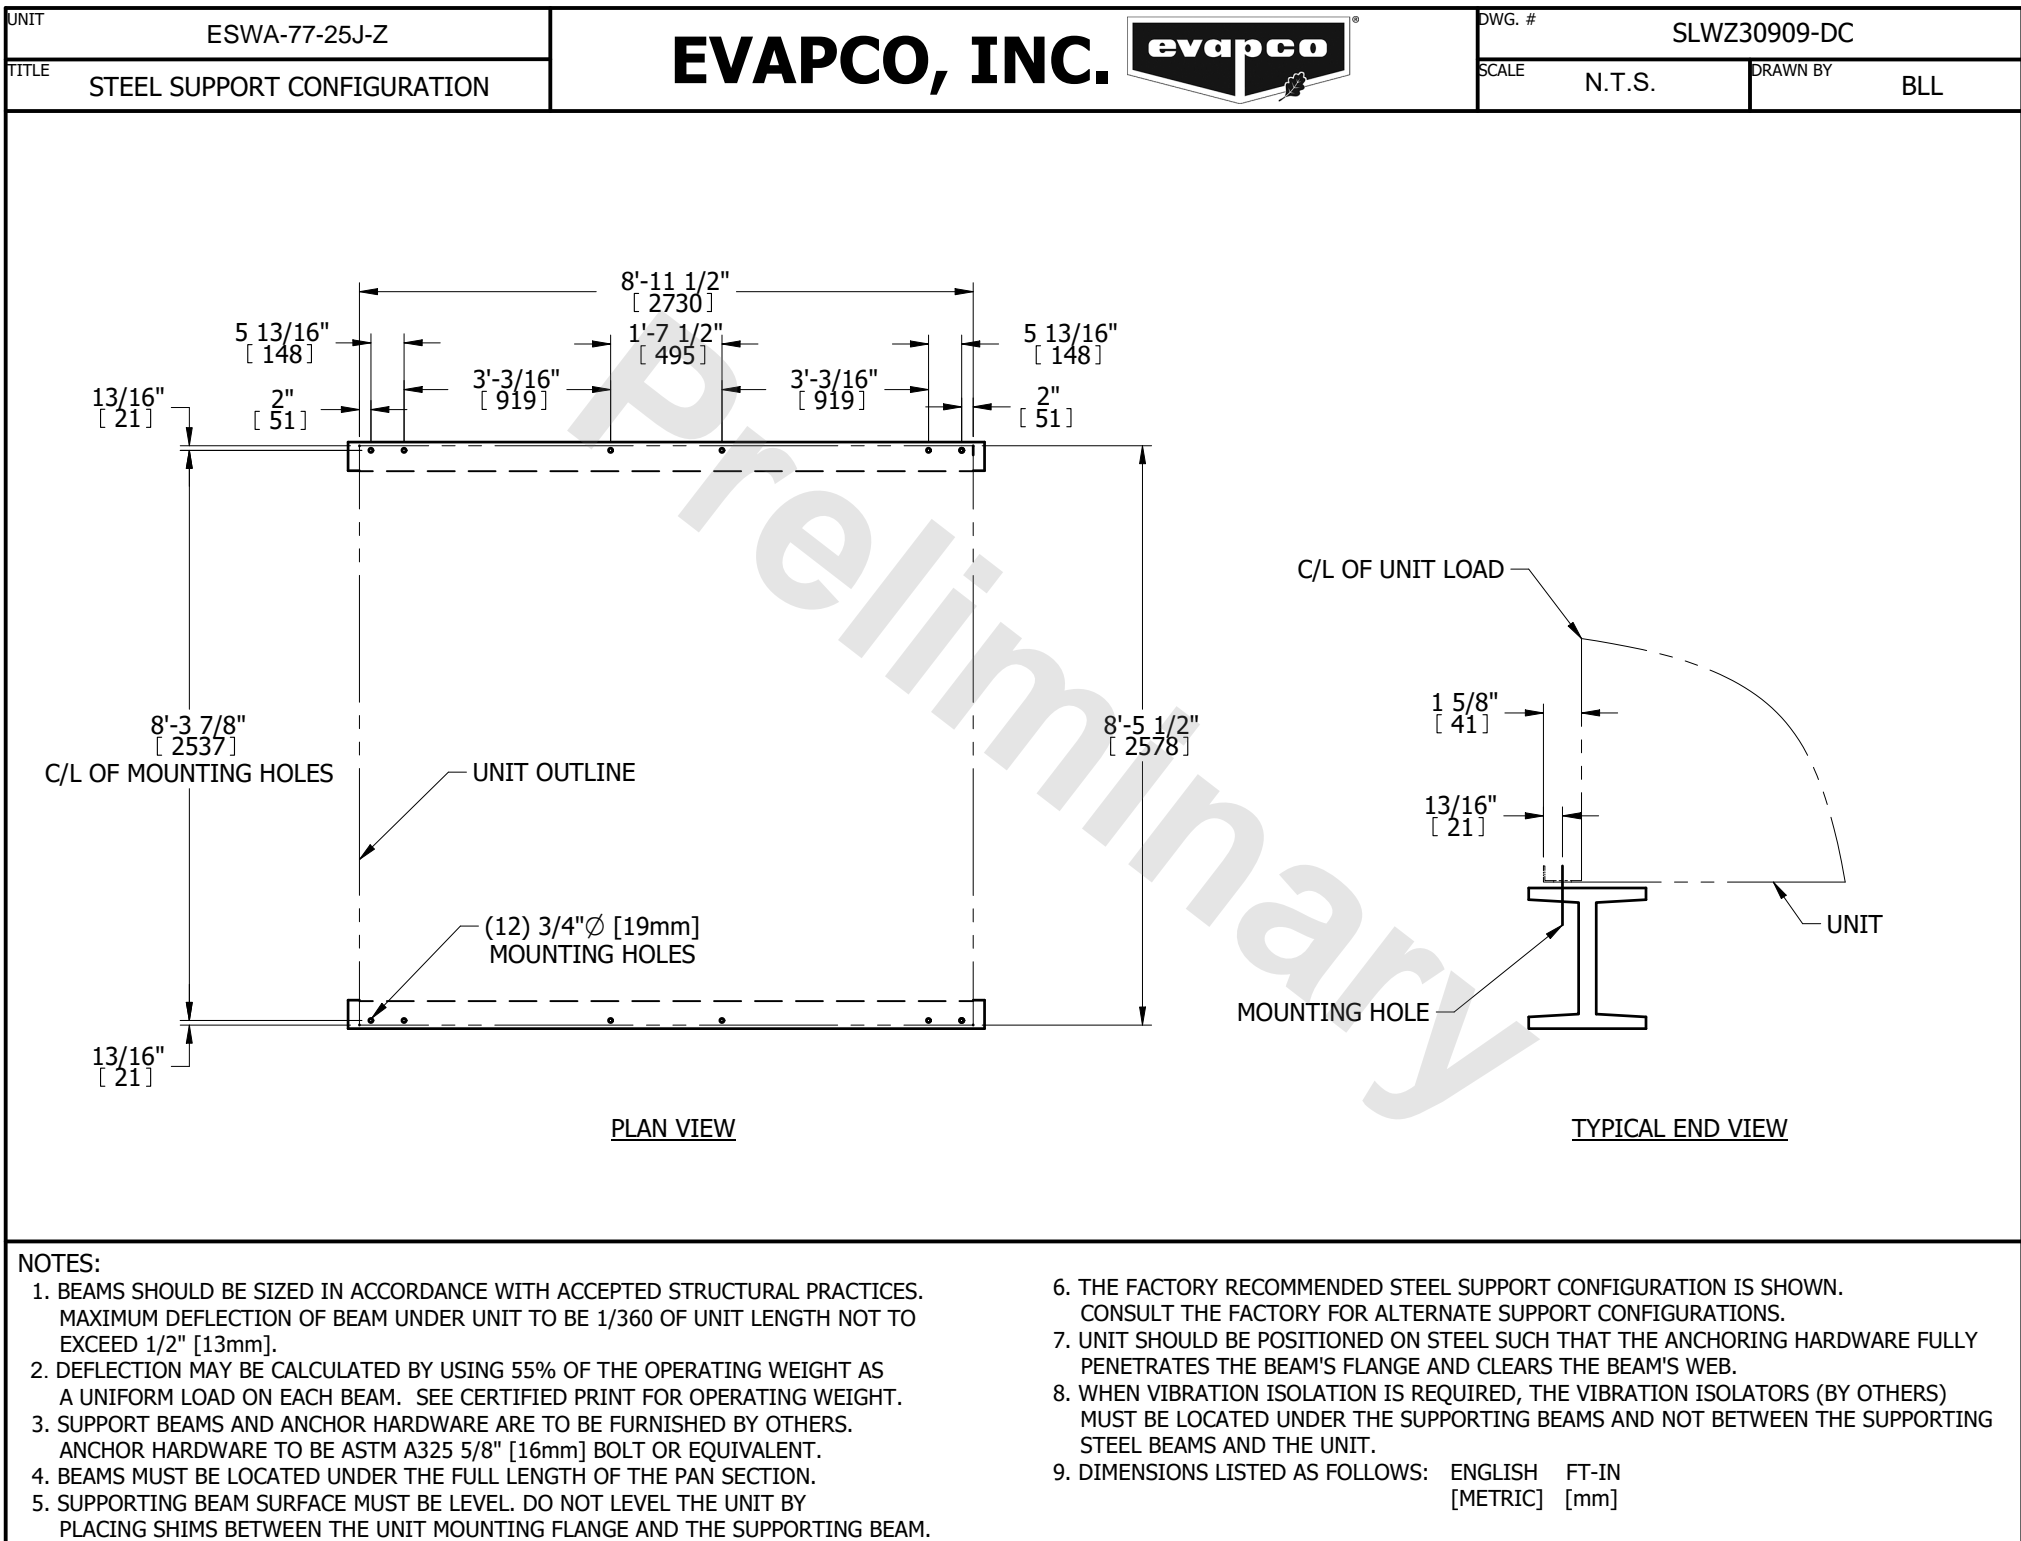 UNIT
ESWA-77-25J-Z
TITLE
STEEL SUPPORT CONFIGURATION
EVAPCO, INC.
evapco
®
DWG. #
SLWZ30909-DC
SCALE
N.T.S.
DRAWN BY
BLL
8'-11 1/2"
[ 2730]
5 13/16"
[ 148]
1'-7 1/2"
[ 495]
5 13/16"
[ 148]
3'-3/16"
[ 919]
3'-3/16"
[ 919]
13/16"
[ 21]
2"
[ 51]
2"
[ 51]
8'-3 7/8"
[ 2537]
C/L OF MOUNTING HOLES
UNIT OUTLINE
8'-5 1/2"
[ 2578]
(12) 3/4"∅ [19mm]
MOUNTING HOLES
13/16"
[ 21]
PLAN VIEW
C/L OF UNIT LOAD
1 5/8"
[ 41]
13/16"
[ 21]
UNIT
MOUNTING HOLE
TYPICAL END VIEW
Preliminary
NOTES:
1. BEAMS SHOULD BE SIZED IN ACCORDANCE WITH ACCEPTED STRUCTURAL PRACTICES.
MAXIMUM DEFLECTION OF BEAM UNDER UNIT TO BE 1/360 OF UNIT LENGTH NOT TO
EXCEED 1/2" [13mm].
2. DEFLECTION MAY BE CALCULATED BY USING 55% OF THE OPERATING WEIGHT AS
A UNIFORM LOAD ON EACH BEAM. SEE CERTIFIED PRINT FOR OPERATING WEIGHT.
3. SUPPORT BEAMS AND ANCHOR HARDWARE ARE TO BE FURNISHED BY OTHERS.
ANCHOR HARDWARE TO BE ASTM A325 5/8" [16mm] BOLT OR EQUIVALENT.
4. BEAMS MUST BE LOCATED UNDER THE FULL LENGTH OF THE PAN SECTION.
5. SUPPORTING BEAM SURFACE MUST BE LEVEL. DO NOT LEVEL THE UNIT BY
PLACING SHIMS BETWEEN THE UNIT MOUNTING FLANGE AND THE SUPPORTING BEAM.
6. THE FACTORY RECOMMENDED STEEL SUPPORT CONFIGURATION IS SHOWN.
CONSULT THE FACTORY FOR ALTERNATE SUPPORT CONFIGURATIONS.
7. UNIT SHOULD BE POSITIONED ON STEEL SUCH THAT THE ANCHORING HARDWARE FULLY
PENETRATES THE BEAM'S FLANGE AND CLEARS THE BEAM'S WEB.
8. WHEN VIBRATION ISOLATION IS REQUIRED, THE VIBRATION ISOLATORS (BY OTHERS)
MUST BE LOCATED UNDER THE SUPPORTING BEAMS AND NOT BETWEEN THE SUPPORTING
STEEL BEAMS AND THE UNIT.
9. DIMENSIONS LISTED AS FOLLOWS: ENGLISH FT-IN
[METRIC] [mm]